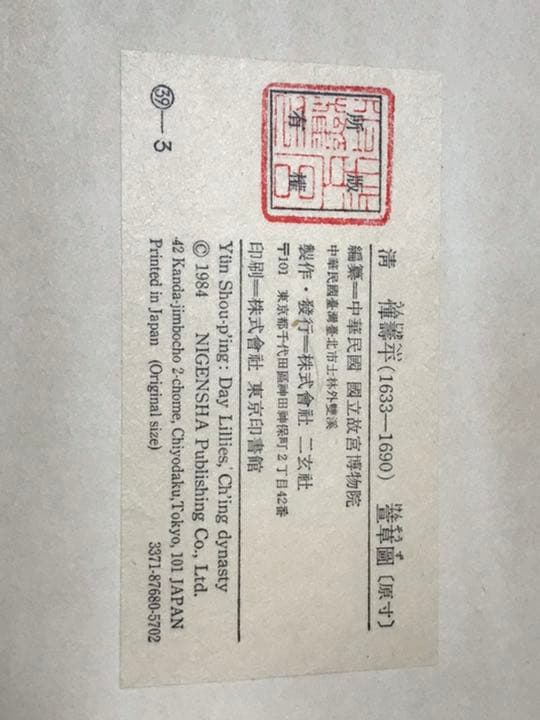 清 惲壽平(1633—1690) 萱草圖〔原寸〕
編纂=中華民國 國立故宮博物院
中華民國臺灣臺北市士林外雙溪
製作・發行=株式會社 二玄社
〒101 東京都千代田區神田神保町2丁目42番
印刷=株式會社 東京印書館
Yün Shou-p'ing: Day Lillies, Ch'ing dynasty
© 1984 NIGENSHA Publishing Co., Ltd.
42 Kanda-jimbocho 2-chome, Chiyodaku, Tokyo, 101 JAPAN
Printed in Japan (Original size) 3371-87680-5702
版權
所有
㊴—3